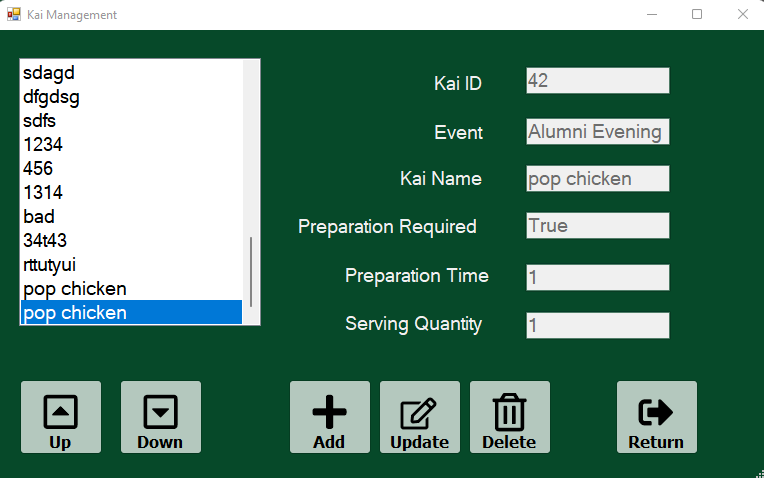 Kai Management
sdagd
dfgdsg
sdfs
1234
456
1314
bad
34t43
rttutyui
pop chicken
pop chicken
Kai ID 42
Event Alumni Evening
Kai Name pop chicken
Preparation Required True
Preparation Time 1
Serving Quantity 1
Up Down Add Update Delete Return